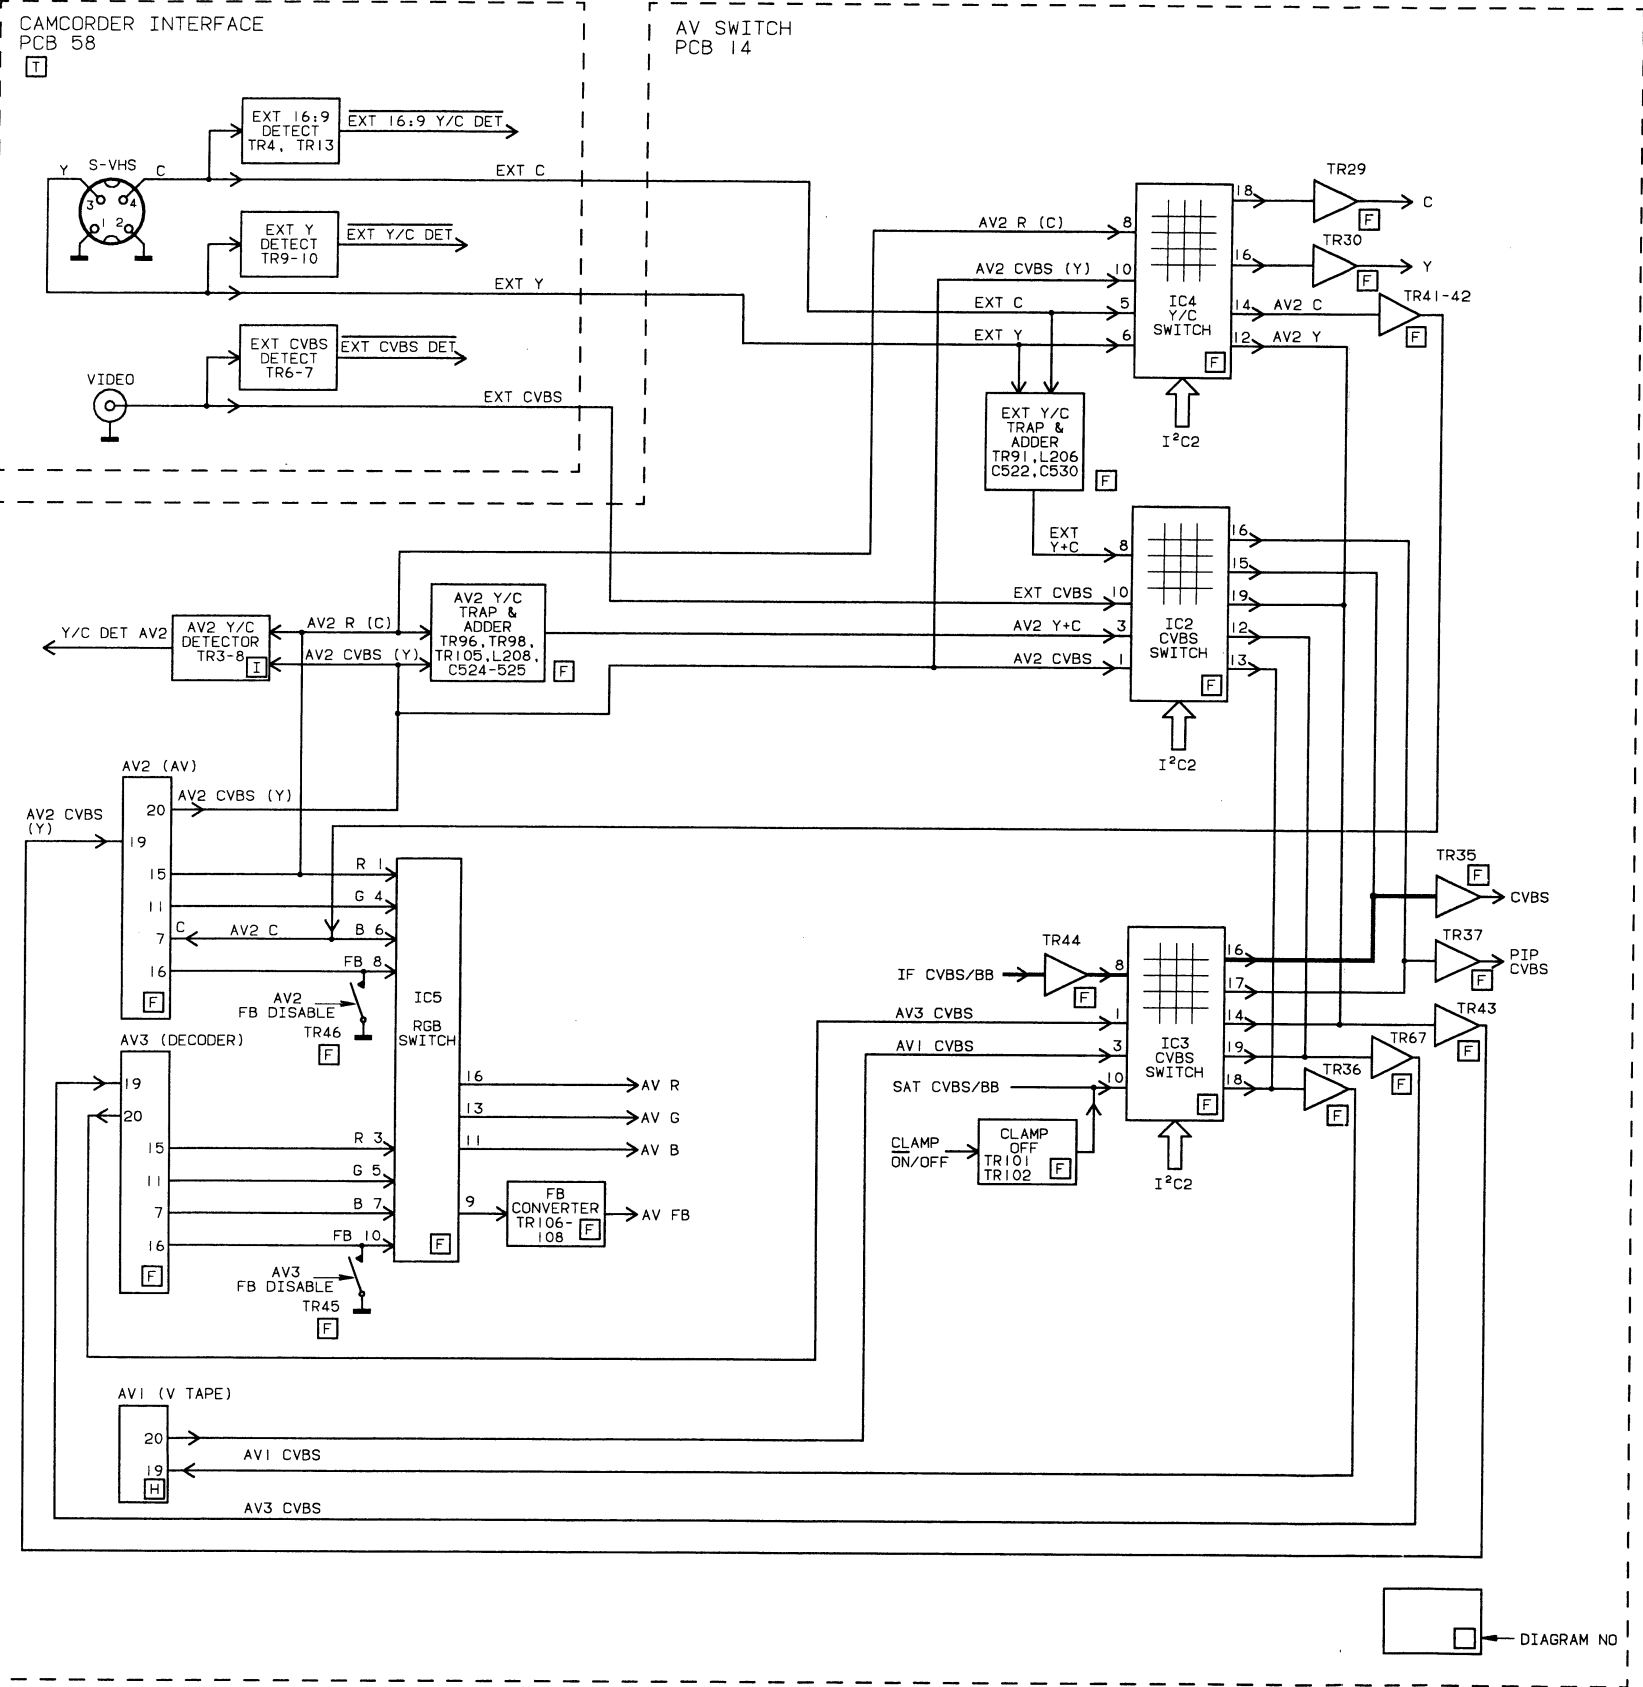 CAMCORDER INTERFACE
PCB 58
T
AV SWITCH
PCB 14
EXT 16:9
DETECT
TR4, TR13
EXT 16:9 Y/C DET
S-VHS
Y
C
3
4
1
2
EXT C
EXT Y
DETECT
TR9-10
EXT Y/C DET
EXT Y
EXT CVBS
DETECT
TR6-7
EXT CVBS DET
VIDEO
EXT CVBS
AV2 R (C)
8
AV2 CVBS (Y)
10
EXT C
5
EXT Y
6
IC4
Y/C
SWITCH
F
18
16
14
AV2 C
12
AV2 Y
TR29
F
C
TR30
F
Y
TR41-42
F
I²C2
EXT Y/C
TRAP &
ADDER
TR91,L206
C522,C530
F
EXT
Y+C
8
EXT CVBS
10
AV2 Y+C
3
AV2 CVBS
1
IC2
CVBS
SWITCH
F
16
15
19
12
13
I²C2
Y/C DET AV2
AV2 Y/C
DETECTOR
TR3-8
I
AV2 R (C)
AV2 CVBS (Y)
AV2 Y/C
TRAP &
ADDER
TR96,TR98,
TR105,L208,
C524-525
F
AV2 (AV)
AV2 CVBS
(Y)
20
AV2 CVBS (Y)
19
15
R 1
11
G 4
7
C
AV2 C
B 6
16
FB 8
F
AV2
FB DISABLE
TR46
F
IC5
RGB
SWITCH
F
AV3 (DECODER)
19
20
15
R 3
11
G 5
7
B 7
16
FB 10
F
AV3
FB DISABLE
TR45
F
16
AV R
13
AV G
11
AV B
9
FB
CONVERTER
TR106-
108
F
AV FB
IF CVBS/BB
TR44
F
8
AV3 CVBS
1
AV1 CVBS
3
SAT CVBS/BB
10
CLAMP
ON/OFF
CLAMP
OFF
TR101
TR102
F
IC3
CVBS
SWITCH
F
16
17
14
19
18
I²C2
TR35
F
CVBS
TR37
F
PIP
CVBS
TR43
F
TR67
F
TR36
F
AV1 (V TAPE)
20
AV1 CVBS
19
H
AV3 CVBS
DIAGRAM NO